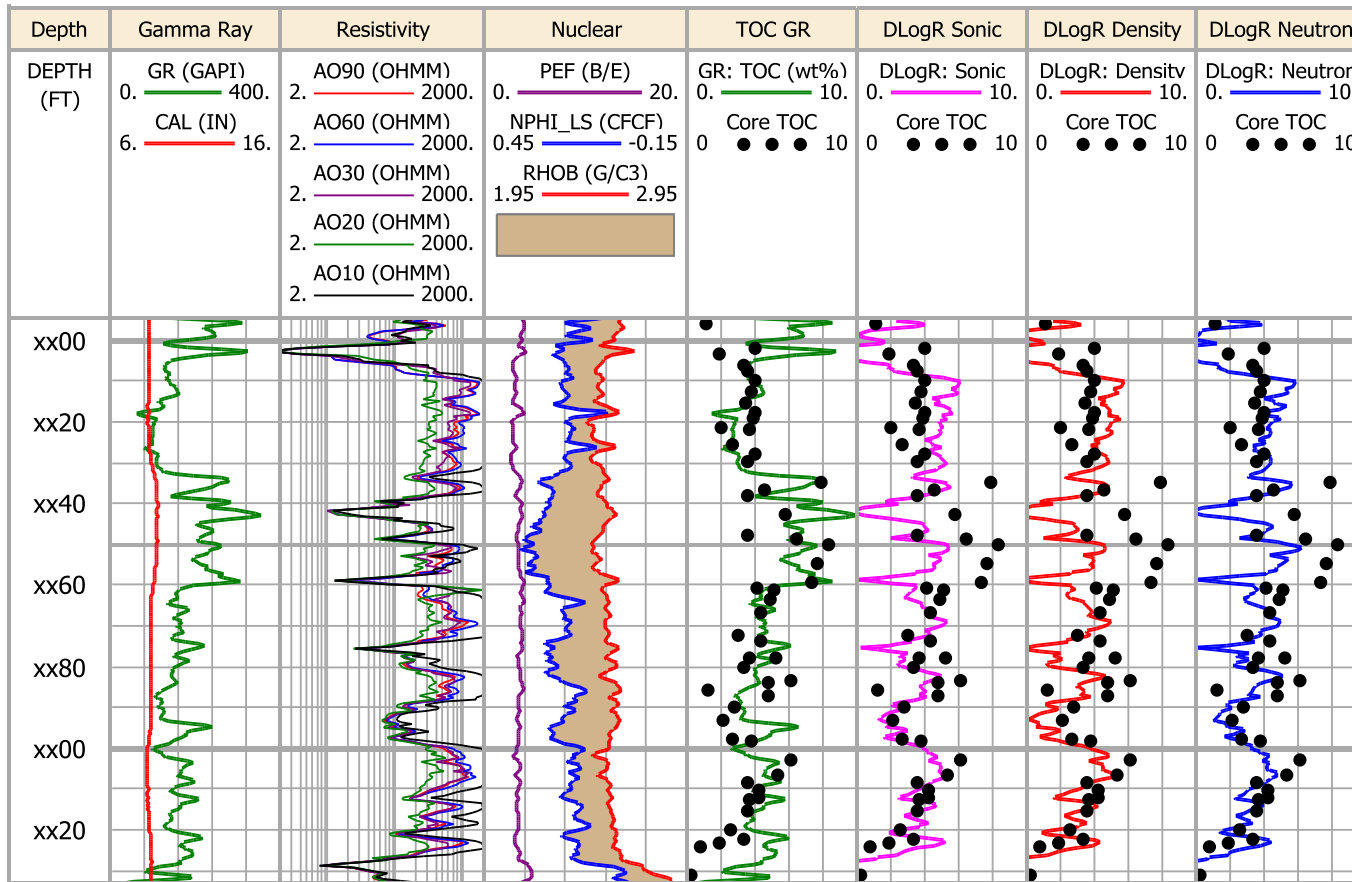 Depth
Gamma Ray
Resistivity
Nuclear
TOC GR
DLogR Sonic
DLogR Density
DLogR Neutron
DEPTH
(FT)
GR (GAPI)
0. 400.
CAL (IN)
6. 16.
AO90 (OHMM)
2. 2000.
AO60 (OHMM)
2. 2000.
AO30 (OHMM)
2. 2000.
AO20 (OHMM)
2. 2000.
AO10 (OHMM)
2. 2000.
PEF (B/E)
0. 20.
NPHI_LS (CFCF)
0.45 -0.15
RHOB (G/C3)
1.95 2.95
GR: TOC (wt%)
0. 10.
Core TOC
0 10
DLogR: Sonic
0. 10.
Core TOC
0 10
DLogR: Density
0. 10.
Core TOC
0 10
DLogR: Neutron
0. 10
Core TOC
0 10
xx00
xx20
xx40
xx60
xx80
xx00
xx20